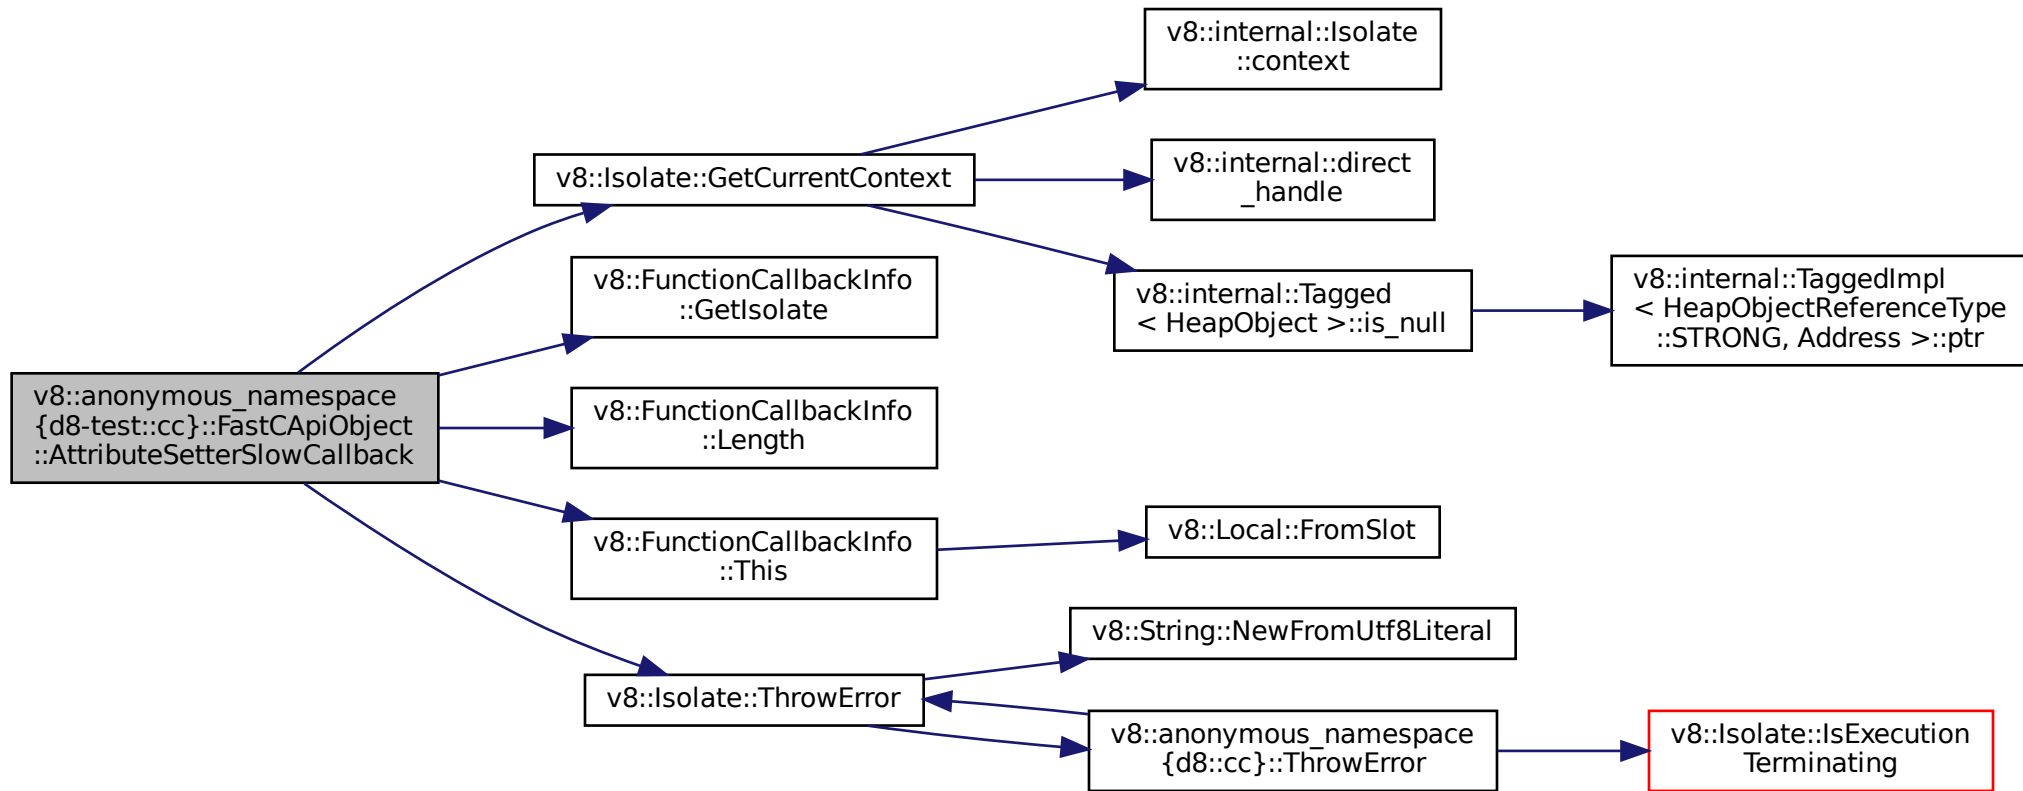 v8::anonymous_namespace
{d8-test::cc}::FastCApiObject
::AttributeSetterSlowCallback
v8::Isolate::GetCurrentContext
v8::internal::Isolate
::context
v8::internal::direct
_handle
v8::internal::Tagged
< HeapObject >::is_null
v8::internal::TaggedImpl
< HeapObjectReferenceType
::STRONG, Address >::ptr
v8::FunctionCallbackInfo
::GetIsolate
v8::FunctionCallbackInfo
::Length
v8::FunctionCallbackInfo
::This
v8::Local::FromSlot
v8::Isolate::ThrowError
v8::String::NewFromUtf8Literal
v8::anonymous_namespace
{d8::cc}::ThrowError
v8::Isolate::IsExecution
Terminating